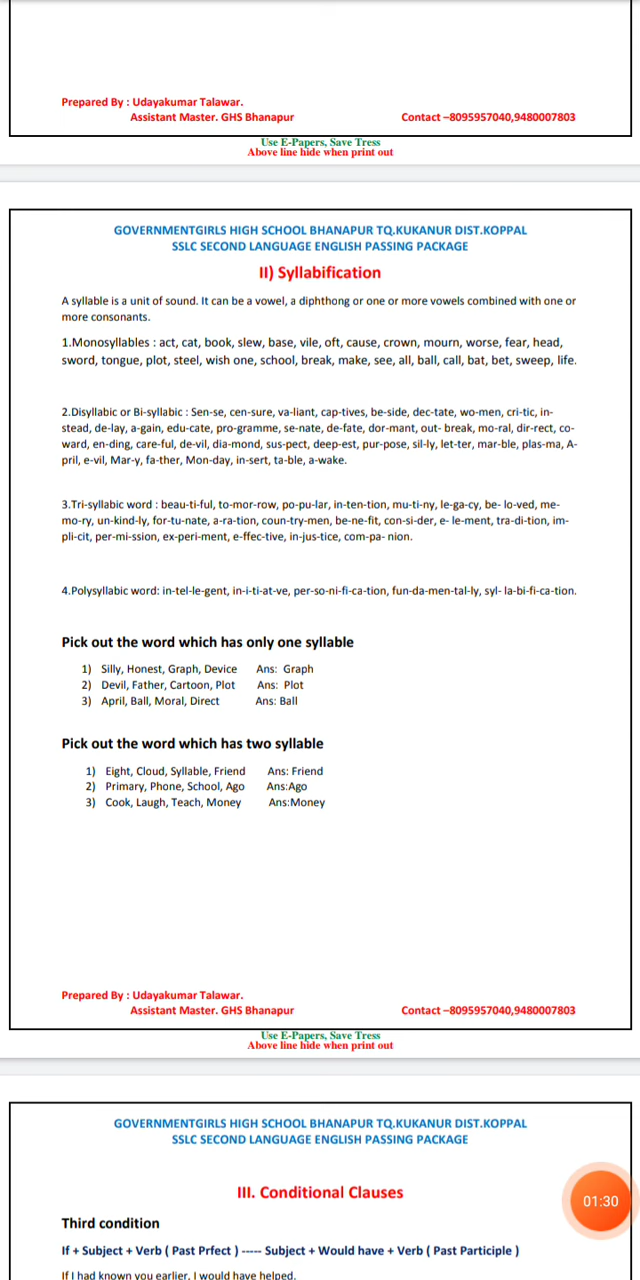 Prepared By : Udayakumar Talawar.
Assistant Master. GHS Bhanapur Contact –8095957040,9480007803
Use E-Papers, Save Tress
Above line hide when print out
GOVERNMENTGIRLS HIGH SCHOOL BHANAPUR TQ.KUKANUR DIST.KOPPAL
SSLC SECOND LANGUAGE ENGLISH PASSING PACKAGE
II) Syllabification
A syllable is a unit of sound. It can be a vowel, a diphthong or one or more vowels combined with one or
more consonants.
1.Monosyllables : act, cat, book, slew, base, vile, oft, cause, crown, mourn, worse, fear, head,
sword, tongue, plot, steel, wish one, school, break, make, see, all, ball, call, bat, bet, sweep, life.
2.Disyllabic or Bi-syllabic : Sen-se, cen-sure, va-liant, cap-tives, be-side, dec-tate, wo-men, cri-tic, in-
stead, de-lay, a-gain, edu-cate, pro-gramme, se-nate, de-fate, dor-mant, out- break, mo-ral, dir-rect, co-
ward, en-ding, care-ful, de-vil, dia-mond, sus-pect, deep-est, pur-pose, sil-ly, let-ter, mar-ble, plas-ma, A-
pril, e-vil, Mar-y, fa-ther, Mon-day, in-sert, ta-ble, a-wake.
3.Tri-syllabic word : beau-ti-ful, to-mor-row, po-pu-lar, in-ten-tion, mu-ti-ny, le-ga-cy, be- lo-ved, me-
mo-ry, un-kind-ly, for-tu-nate, a-ra-tion, coun-try-men, be-ne-fit, con-si-der, e- le-ment, tra-di-tion, im-
pli-cit, per-mi-ssion, ex-peri-ment, e-ffec-tive, in-jus-tice, com-pa- nion.
4.Polysyllabic word: in-tel-le-gent, in-i-ti-at-ve, per-so-ni-fi-ca-tion, fun-da-men-tal-ly, syl- la-bi-fi-ca-tion.
Pick out the word which has only one syllable
1) Silly, Honest, Graph, Device Ans: Graph
2) Devil, Father, Cartoon, Plot Ans: Plot
3) April, Ball, Moral, Direct Ans: Ball
Pick out the word which has two syllable
1) Eight, Cloud, Syllable, Friend Ans: Friend
2) Primary, Phone, School, Ago Ans:Ago
3) Cook, Laugh, Teach, Money Ans:Money
Prepared By : Udayakumar Talawar.
Assistant Master. GHS Bhanapur Contact –8095957040,9480007803
Use E-Papers, Save Tress
Above line hide when print out
GOVERNMENTGIRLS HIGH SCHOOL BHANAPUR TQ.KUKANUR DIST.KOPPAL
SSLC SECOND LANGUAGE ENGLISH PASSING PACKAGE
III. Conditional Clauses
01:30
Third condition
If + Subject + Verb ( Past Prfect ) ----- Subject + Would have + Verb ( Past Participle )
If I had known you earlier, I would have helped.